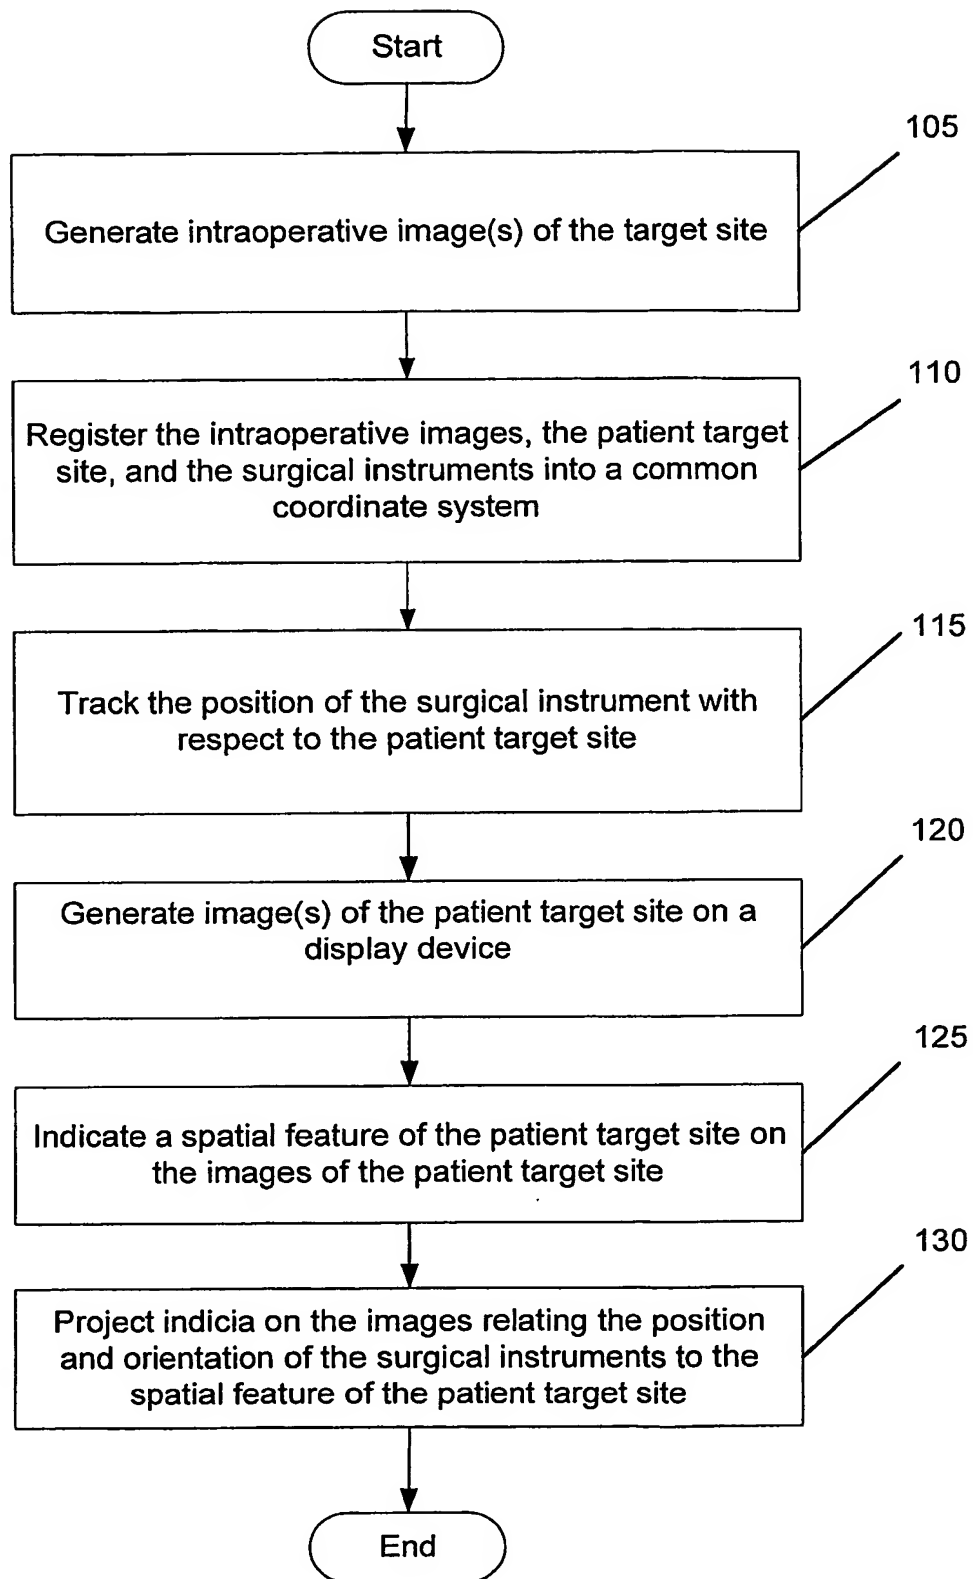 Start
105
Generate intraoperative image(s) of the target site
110
Register the intraoperative images, the patient target
site, and the surgical instruments into a common
coordinate system
115
Track the position of the surgical instrument with
respect to the patient target site
120
Generate image(s) of the patient target site on a
display device
125
Indicate a spatial feature of the patient target site on
the images of the patient target site
130
Project indicia on the images relating the position
and orientation of the surgical instruments to the
spatial feature of the patient target site
End